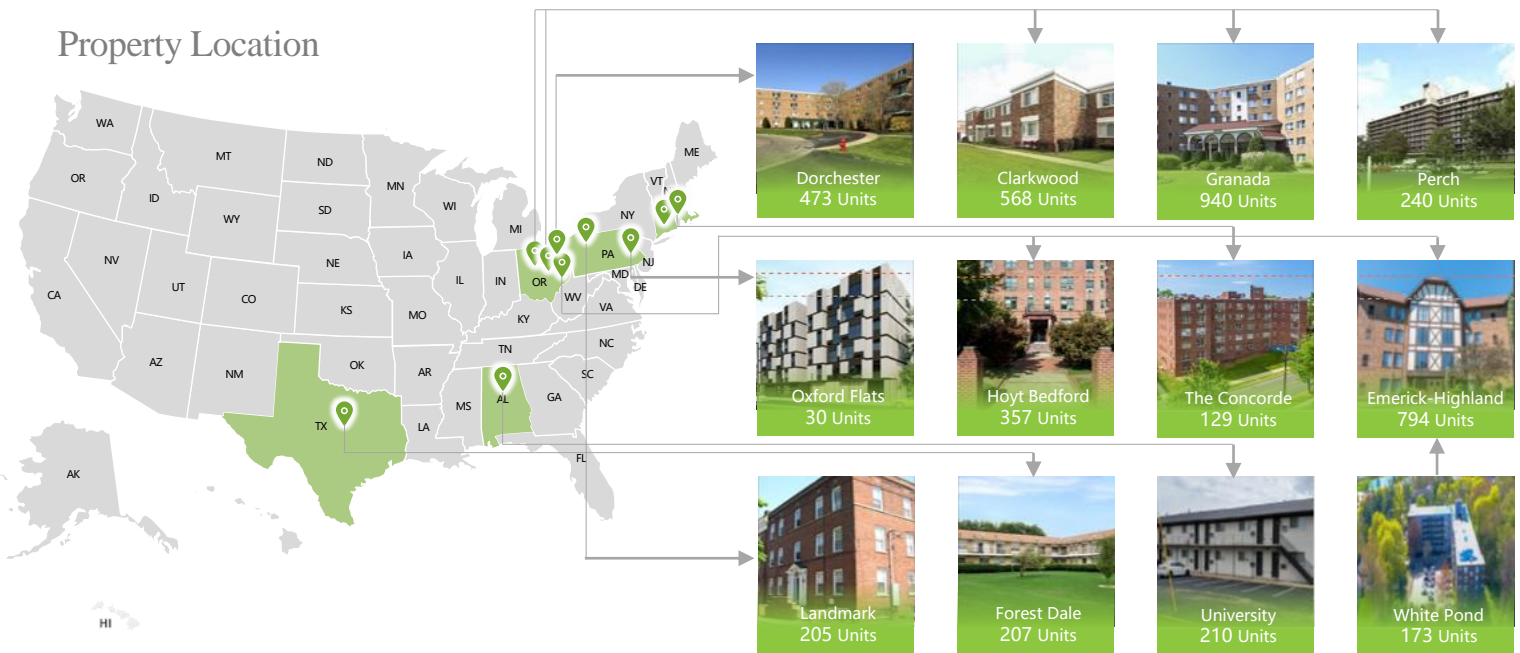 Property Location
WA
OR
CA
NV
ID
MT
WY
UT
AZ
CO
NM
ND
SD
NE
KS
OK
TX
MN
IA
MO
AR
LA
WI
IL
MS
MI
IN
KY
TN
AL
OR
WV
VA
NC
SC
GA
FL
PA
NY
NJ
MD
DE
VT
N
ME
AK
HI
Dorchester
473 Units
Clarkwood
568 Units
Granada
940 Units
Perch
240 Units
Oxford Flats
30 Units
Hoyt Bedford
357 Units
The Concorde
129 Units
Emerick-Highland
794 Units
Landmark
205 Units
Forest Dale
207 Units
University
210 Units
White Pond
173 Units